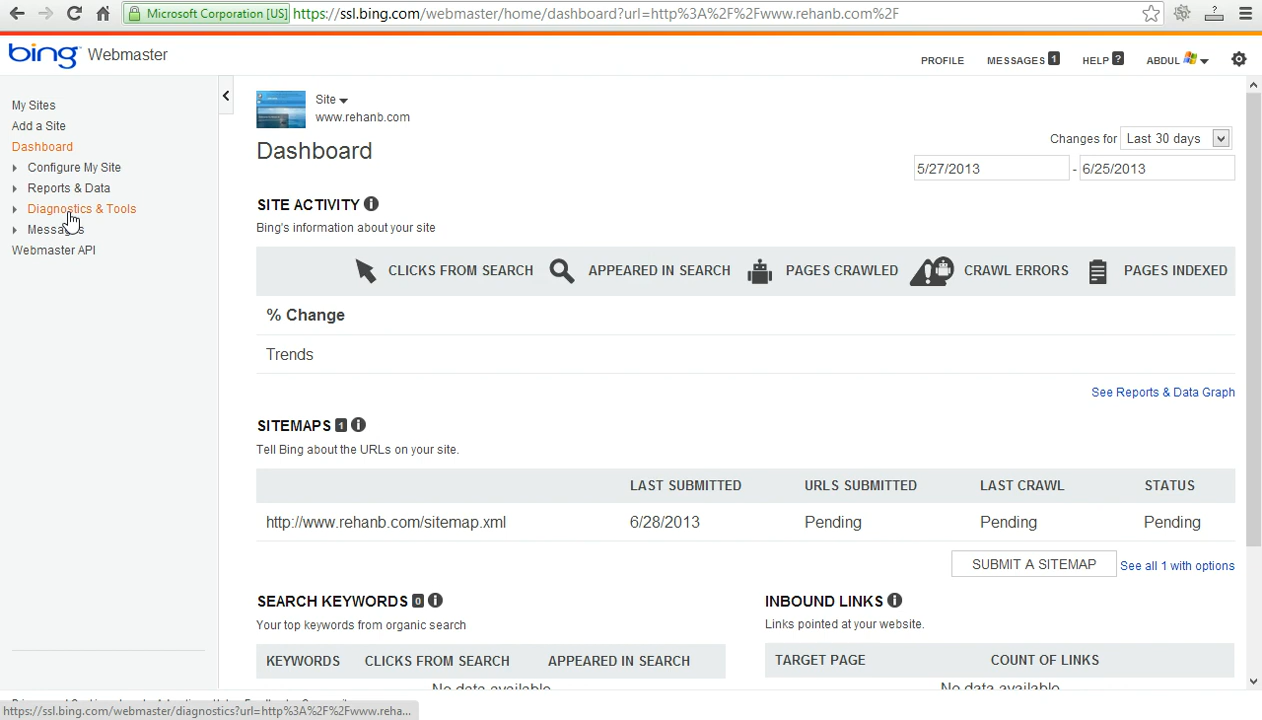 Microsoft Corporation [US] https://ssl.bing.com/webmaster/home/dashboard?url=http%3A%2F%2Fwww.rehanb.com%2F
bing Webmaster
PROFILE MESSAGES 1 HELP ? ABDUL
My Sites
Add a Site
Dashboard
Configure My Site
Reports & Data
Diagnostics & Tools
Messages
Webmaster API
Site
www.rehanb.com
Dashboard
Changes for Last 30 days
5/27/2013 - 6/25/2013
SITE ACTIVITY
Bing's information about your site
CLICKS FROM SEARCH APPEARED IN SEARCH PAGES CRAWLED CRAWL ERRORS PAGES INDEXED
% Change
Trends
See Reports & Data Graph
SITEMAPS 1
Tell Bing about the URLs on your site.
LAST SUBMITTED URLS SUBMITTED LAST CRAWL STATUS
http://www.rehanb.com/sitemap.xml 6/28/2013 Pending Pending Pending
SUBMIT A SITEMAP See all 1 with options
SEARCH KEYWORDS 0
Your top keywords from organic search
KEYWORDS CLICKS FROM SEARCH APPEARED IN SEARCH
No data available
INBOUND LINKS
Links pointed at your website.
TARGET PAGE COUNT OF LINKS
No data available
https://ssl.bing.com/webmaster/diagnostics?url=http%3A%2F%2Fwww.reha...